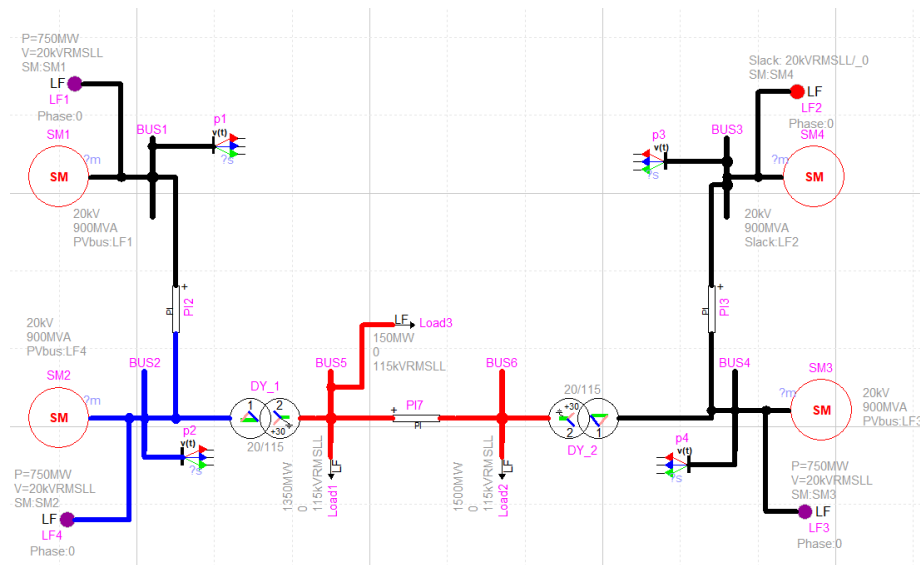 P=750MW
V=20kVRMSLL
SM:SM1
LF
LF1
Phase:0
SM1
?m
SM
BUS1
p1
v(t)
?s
20kV
900MVA
PVbus:LF1
Slack: 20kVRMSLL/_0
SM:SM4
LF
LF2
Phase:0
SM4
?m
SM
BUS3
p3
v(t)
?s
20kV
900MVA
Slack:LF2
+
PI
PI2
+
PI
PI3
20kV
900MVA
PVbus:LF4
SM2
?m
SM
BUS2
p2
v(t)
?s
DY_1
1
2
+30
20/115
BUS5
LF
Load3
150MW
0
115kVRMSLL
PI7
+
PI
BUS6
20/115
+30
2
1
DY_2
1350MW
0
115kVRMSLL
LF
Load1
1500MW
0
115kVRMSLL
LF
Load2
BUS4
p4
v(t)
?s
SM3
?m
SM
20kV
900MVA
PVbus:LF3
P=750MW
V=20kVRMSLL
SM:SM2
LF
LF4
Phase:0
P=750MW
V=20kVRMSLL
SM:SM3
LF
LF3
Phase:0